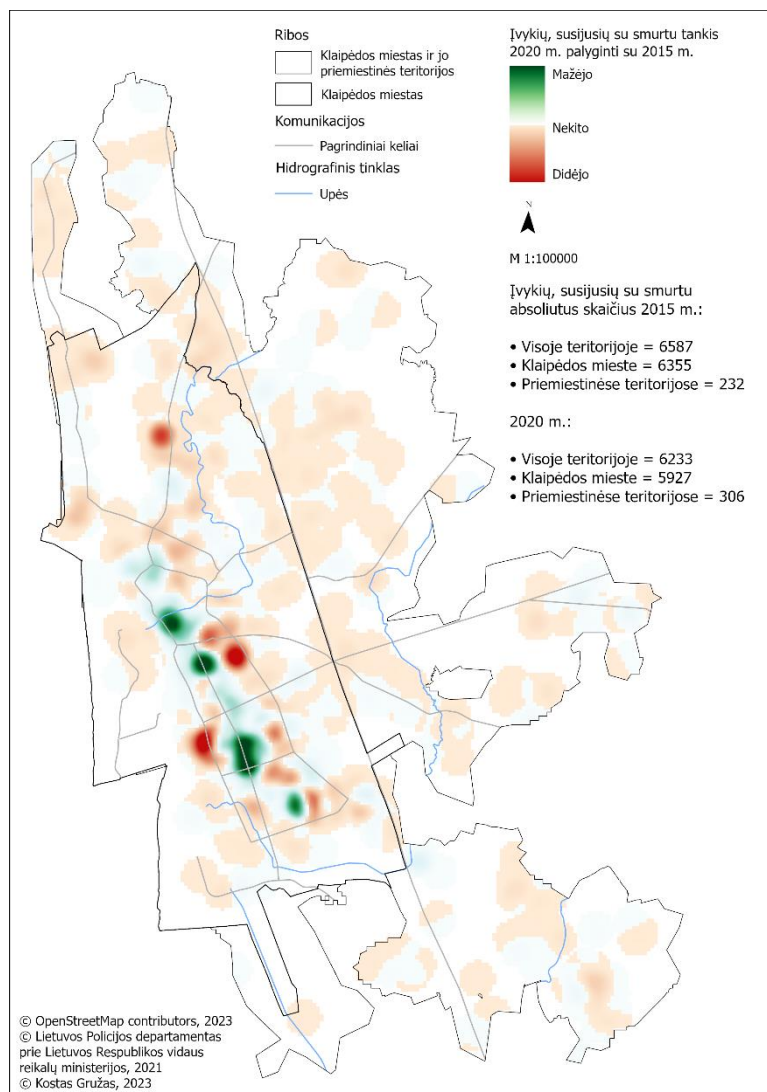 Ribos
Klaipėdos miestas ir jo
priemiestinės teritorijos
Klaipėdos miestas
Komunikacijos
Pagrindiniai keliai
Hidrografinis tinklas
Upės
Įvykių, susijusių su smurtu tankis
2020 m. palyginti su 2015 m.
Mažėjo
Nekito
Didėjo
N
M 1:100000
Įvykių, susijusių su smurtu
absoliutus skaičius 2015 m.:
• Visoje teritorijoje = 6587
• Klaipėdos mieste = 6355
• Priemiestinėse teritorijose = 232
2020 m.:
• Visoje teritorijoje = 6233
• Klaipėdos mieste = 5927
• Priemiestinėse teritorijose = 306
© OpenStreetMap contributors, 2023
© Lietuvos Policijos departamentas
prie Lietuvos Respublikos vidaus
reikalų ministerijos, 2021
© Kostas Gružas, 2023